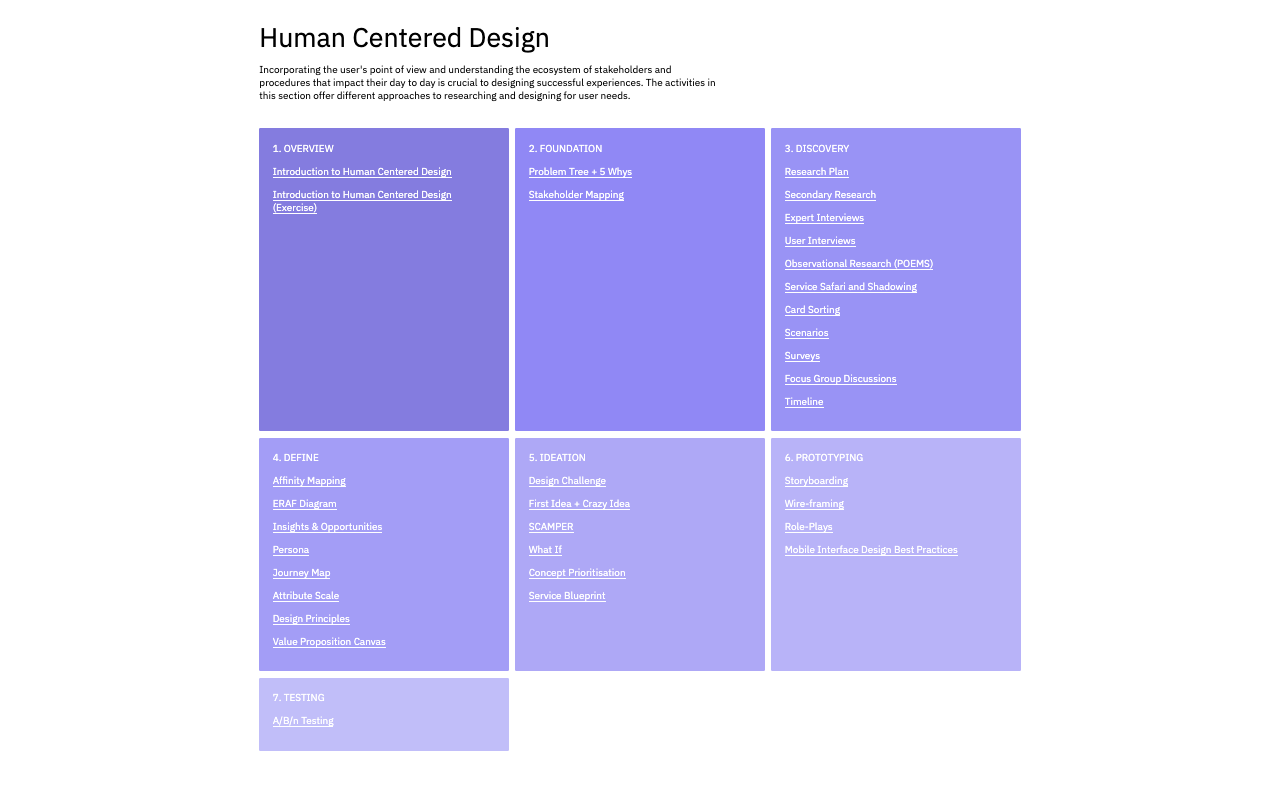 Human Centered Design
Incorporating the user's point of view and understanding the ecosystem of stakeholders and
procedures that impact their day to day is crucial to designing successful experiences. The activities in
this section offer different approaches to researching and designing for user needs.
1. OVERVIEW
Introduction to Human Centered Design
Introduction to Human Centered Design
(Exercise)
2. FOUNDATION
Problem Tree + 5 Whys
Stakeholder Mapping
3. DISCOVERY
Research Plan
Secondary Research
Expert Interviews
User Interviews
Observational Research (POEMS)
Service Safari and Shadowing
Card Sorting
Scenarios
Surveys
Focus Group Discussions
Timeline
4. DEFINE
Affinity Mapping
ERAF Diagram
Insights & Opportunities
Persona
Journey Map
Attribute Scale
Design Principles
Value Proposition Canvas
5. IDEATION
Design Challenge
First Idea + Crazy Idea
SCAMPER
What If
Concept Prioritisation
Service Blueprint
6. PROTOTYPING
Storyboarding
Wire-framing
Role-Plays
Mobile Interface Design Best Practices
7. TESTING
A/B/n Testing